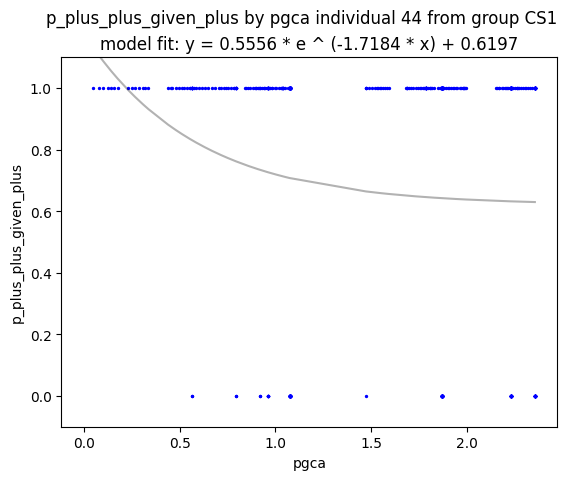 p_plus_plus_given_plus by pgca individual 44 from group CS1
model fit: y = 0.5556 * e ^ (-1.7184 * x) + 0.6197
1.0
0.8
0.6
0.4
0.2
0.0
p_plus_plus_given_plus
0.0 0.5 1.0 1.5 2.0
pgca